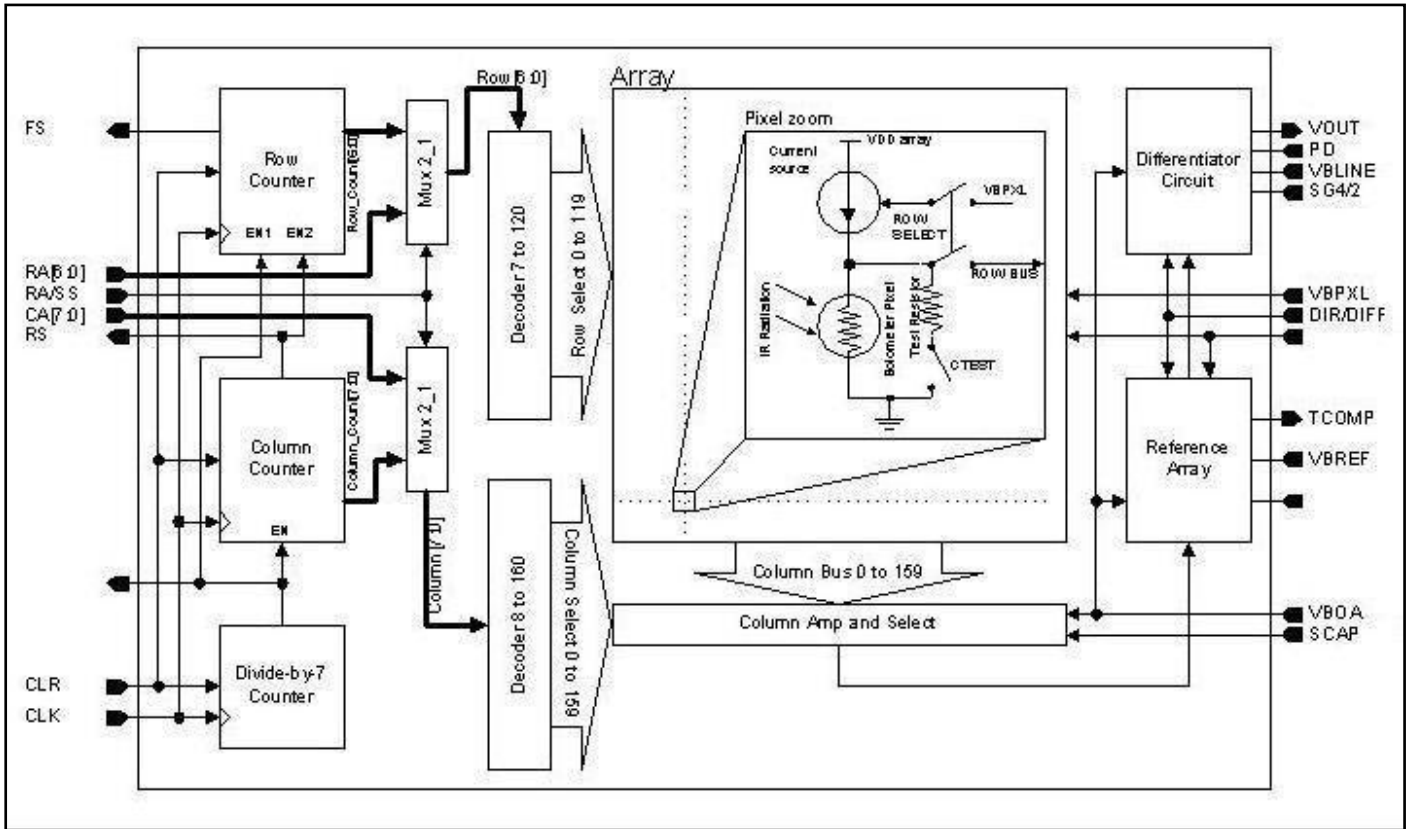 FS
RA[6:0]
RA/SS
CA[7:0]
RS
CLR
CLK
Row
Counter
EN1 EN2
Row_Count[6:0]
Column
Counter
EN
Column_Count[7:0]
Divide-by-7
Counter
Mux 2_1
Mux 2_1
Row[6:0]
Column [7:0]
Decoder 7 to 120
Row Select 0 to 119
Decoder 8 to 160
Column Select 0 to
159
Array
Pixel zoom
VDD array
Current
source
VBPXL
ROW
SELECT
ROW BUS
IR Radiation
Bolometer Pixel
Test Resistor
CTEST
Column Bus 0 to 159
Column Amp and Select
Differentiator
Circuit
Reference
Array
VOUT
PD
VBLINE
SG4/2
VBPXL
DIR/DIFF
TCOMP
VBREF
VBOA
SCAP